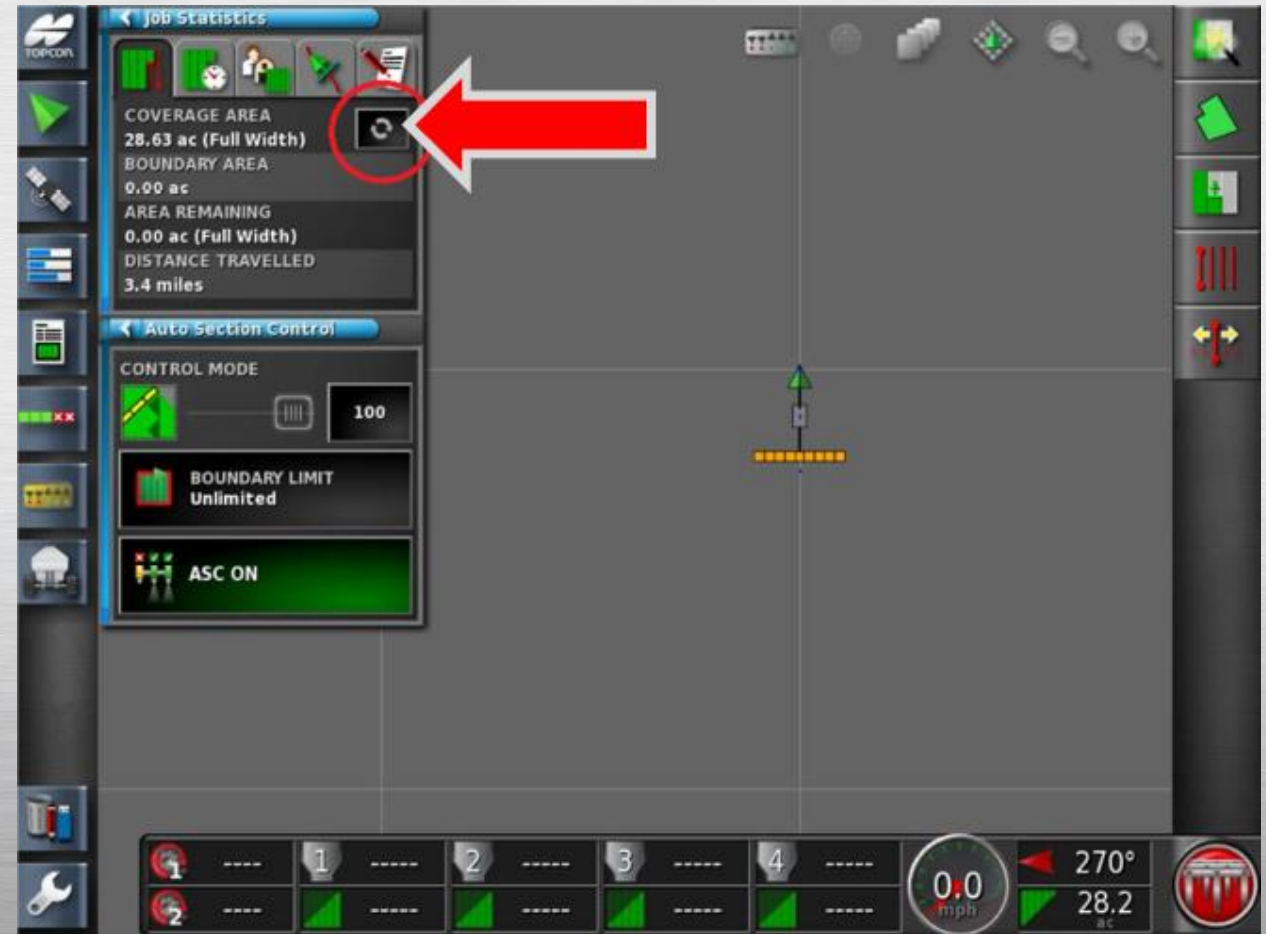 TOPCON
Job Statistics
COVERAGE AREA
28.63 ac (Full Width)
BOUNDARY AREA
0.00 ac
AREA REMAINING
0.00 ac (Full Width)
DISTANCE TRAVELLED
3.4 miles
Auto Section Control
CONTROL MODE
100
BOUNDARY LIMIT
Unlimited
ASC ON
1 ---- 1 ----- 2 ----- 3 ----- 4 ----- 0.0 mph 270°
2 ---- ----- ----- ----- ----- 28.2 ac